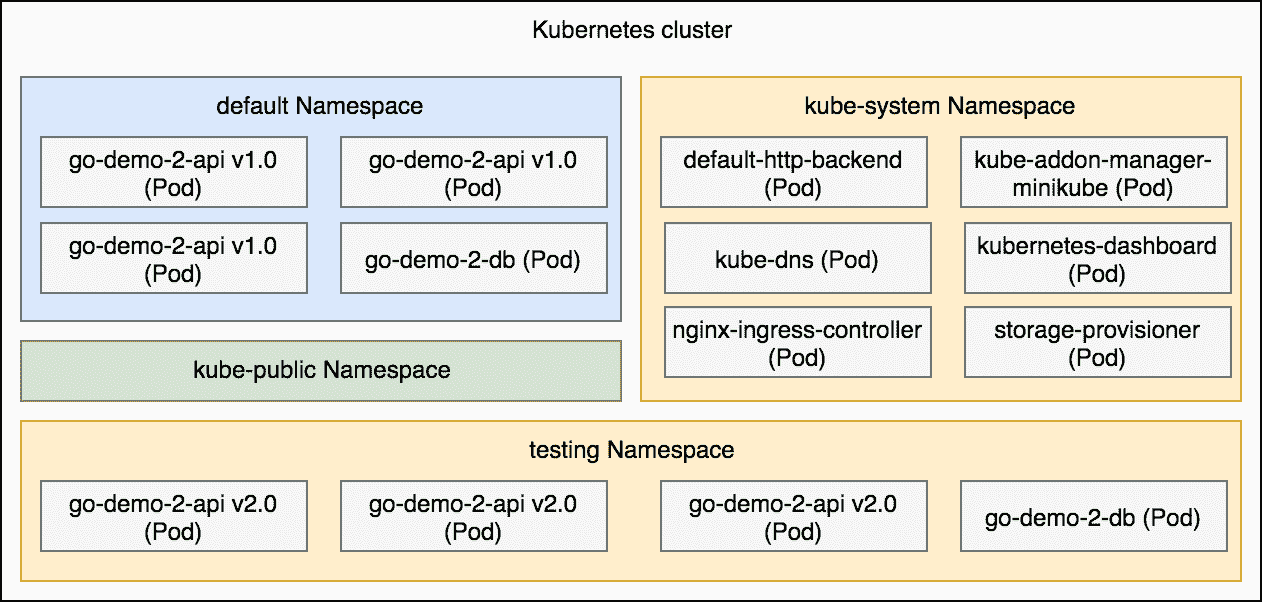 Kubernetes cluster
default Namespace
go-demo-2-api v1.0
(Pod)
go-demo-2-api v1.0
(Pod)
go-demo-2-api v1.0
(Pod)
go-demo-2-db (Pod)
kube-public Namespace
kube-system Namespace
default-http-backend
(Pod)
kube-addon-manager-
minikube (Pod)
kube-dns (Pod)
kubernetes-dashboard
(Pod)
nginx-ingress-controller
(Pod)
storage-provisioner
(Pod)
testing Namespace
go-demo-2-api v2.0
(Pod)
go-demo-2-api v2.0
(Pod)
go-demo-2-api v2.0
(Pod)
go-demo-2-db (Pod)